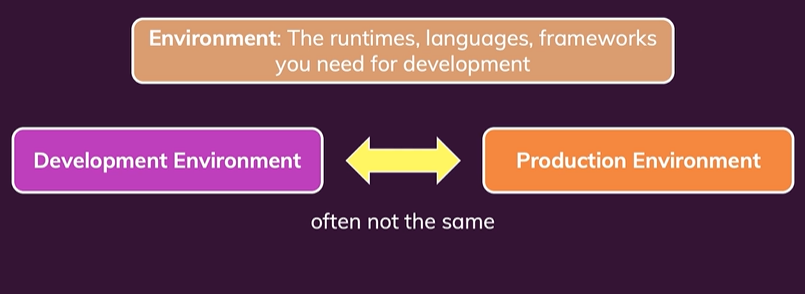 Environment: The runtimes, languages, frameworks
you need for development
Development Environment
Production Environment
often not the same